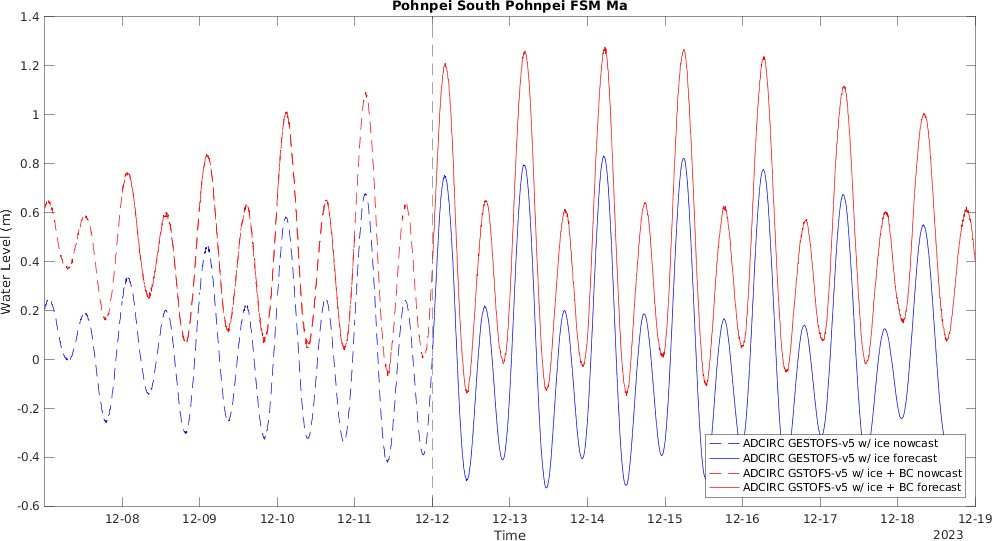 Pohnpei South Pohnpei FSM Ma
1.4
1.2
1
0.8
0.6
0.4
0.2
0
-0.2
-0.4
-0.6
Water Level (m)
ADCIRC GESTOFS-v5 w/ ice nowcast
ADCIRC GESTOFS-v5 w/ ice forecast
ADCIRC GSTOFS-v5 w/ ice + BC nowcast
ADCIRC GSTOFS-v5 w/ ice + BC forecast
12-08 12-09 12-10 12-11 12-12 12-13 12-14 12-15 12-16 12-17 12-18 12-19
Time
2023